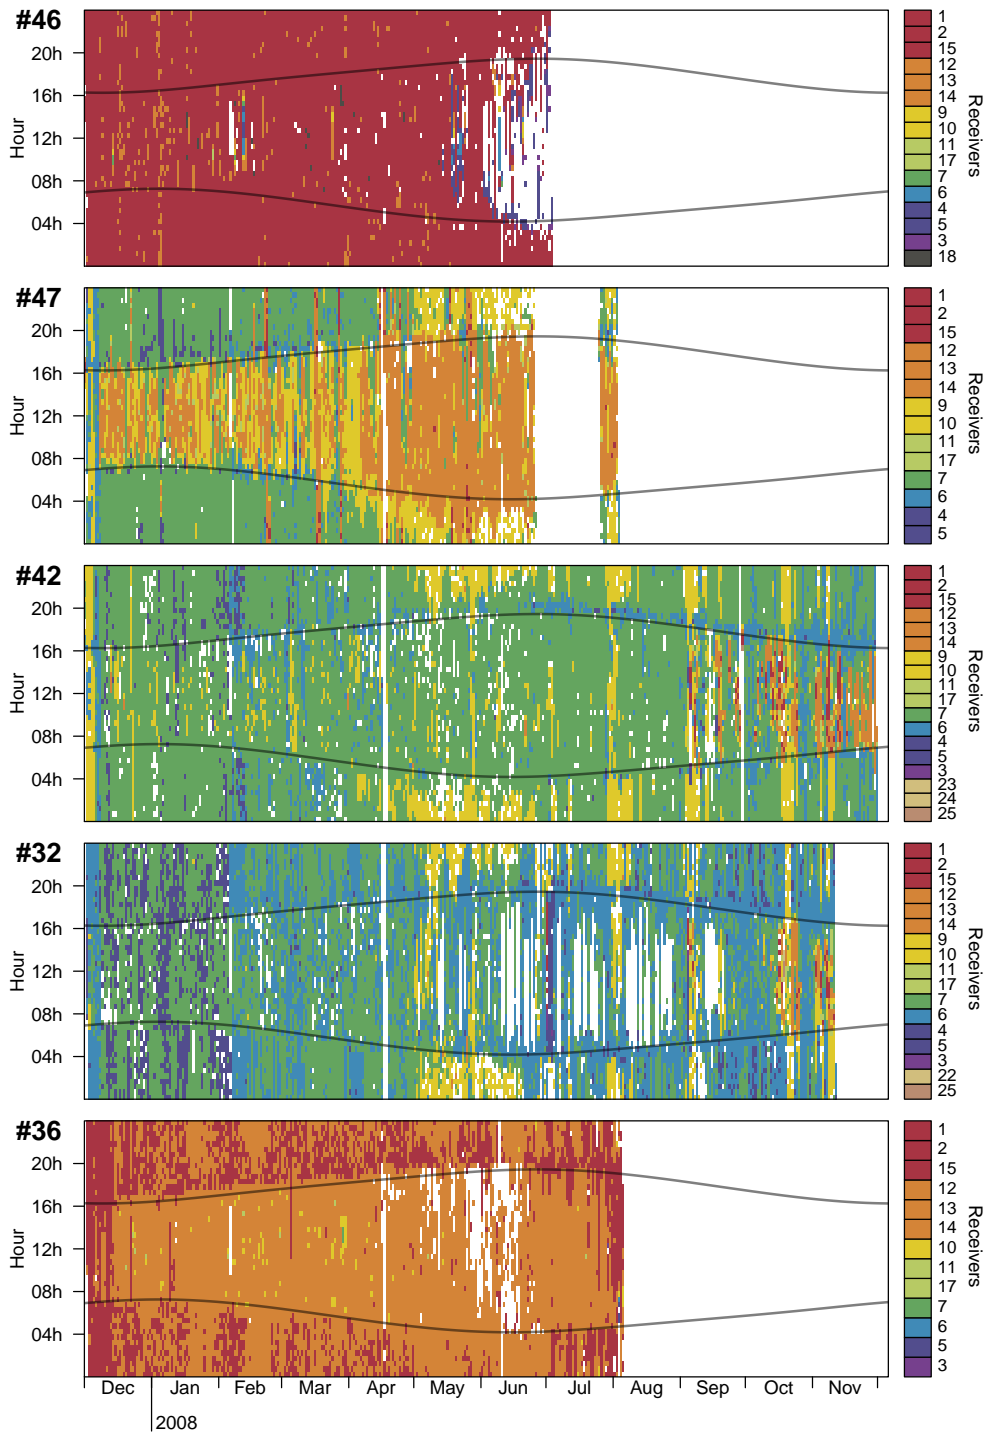 #46
20h
16h
12h
08h
04h
Hour
1
2
15
12
13
14
9
10
11
17
7
6
4
5
3
18
Receivers
#47
20h
16h
12h
08h
04h
Hour
1
2
15
12
13
14
9
10
11
17
7
6
4
5
Receivers
#42
20h
16h
12h
08h
04h
Hour
1
2
15
12
13
14
9
10
11
17
7
6
4
5
3
23
24
25
Receivers
#32
20h
16h
12h
08h
04h
Hour
1
2
15
12
13
14
9
10
11
17
7
6
4
5
3
22
25
Receivers
#36
20h
16h
12h
08h
04h
Hour
1
2
15
12
13
14
10
11
17
7
6
5
3
Receivers
Dec Jan Feb Mar Apr May Jun Jul Aug Sep Oct Nov
2008